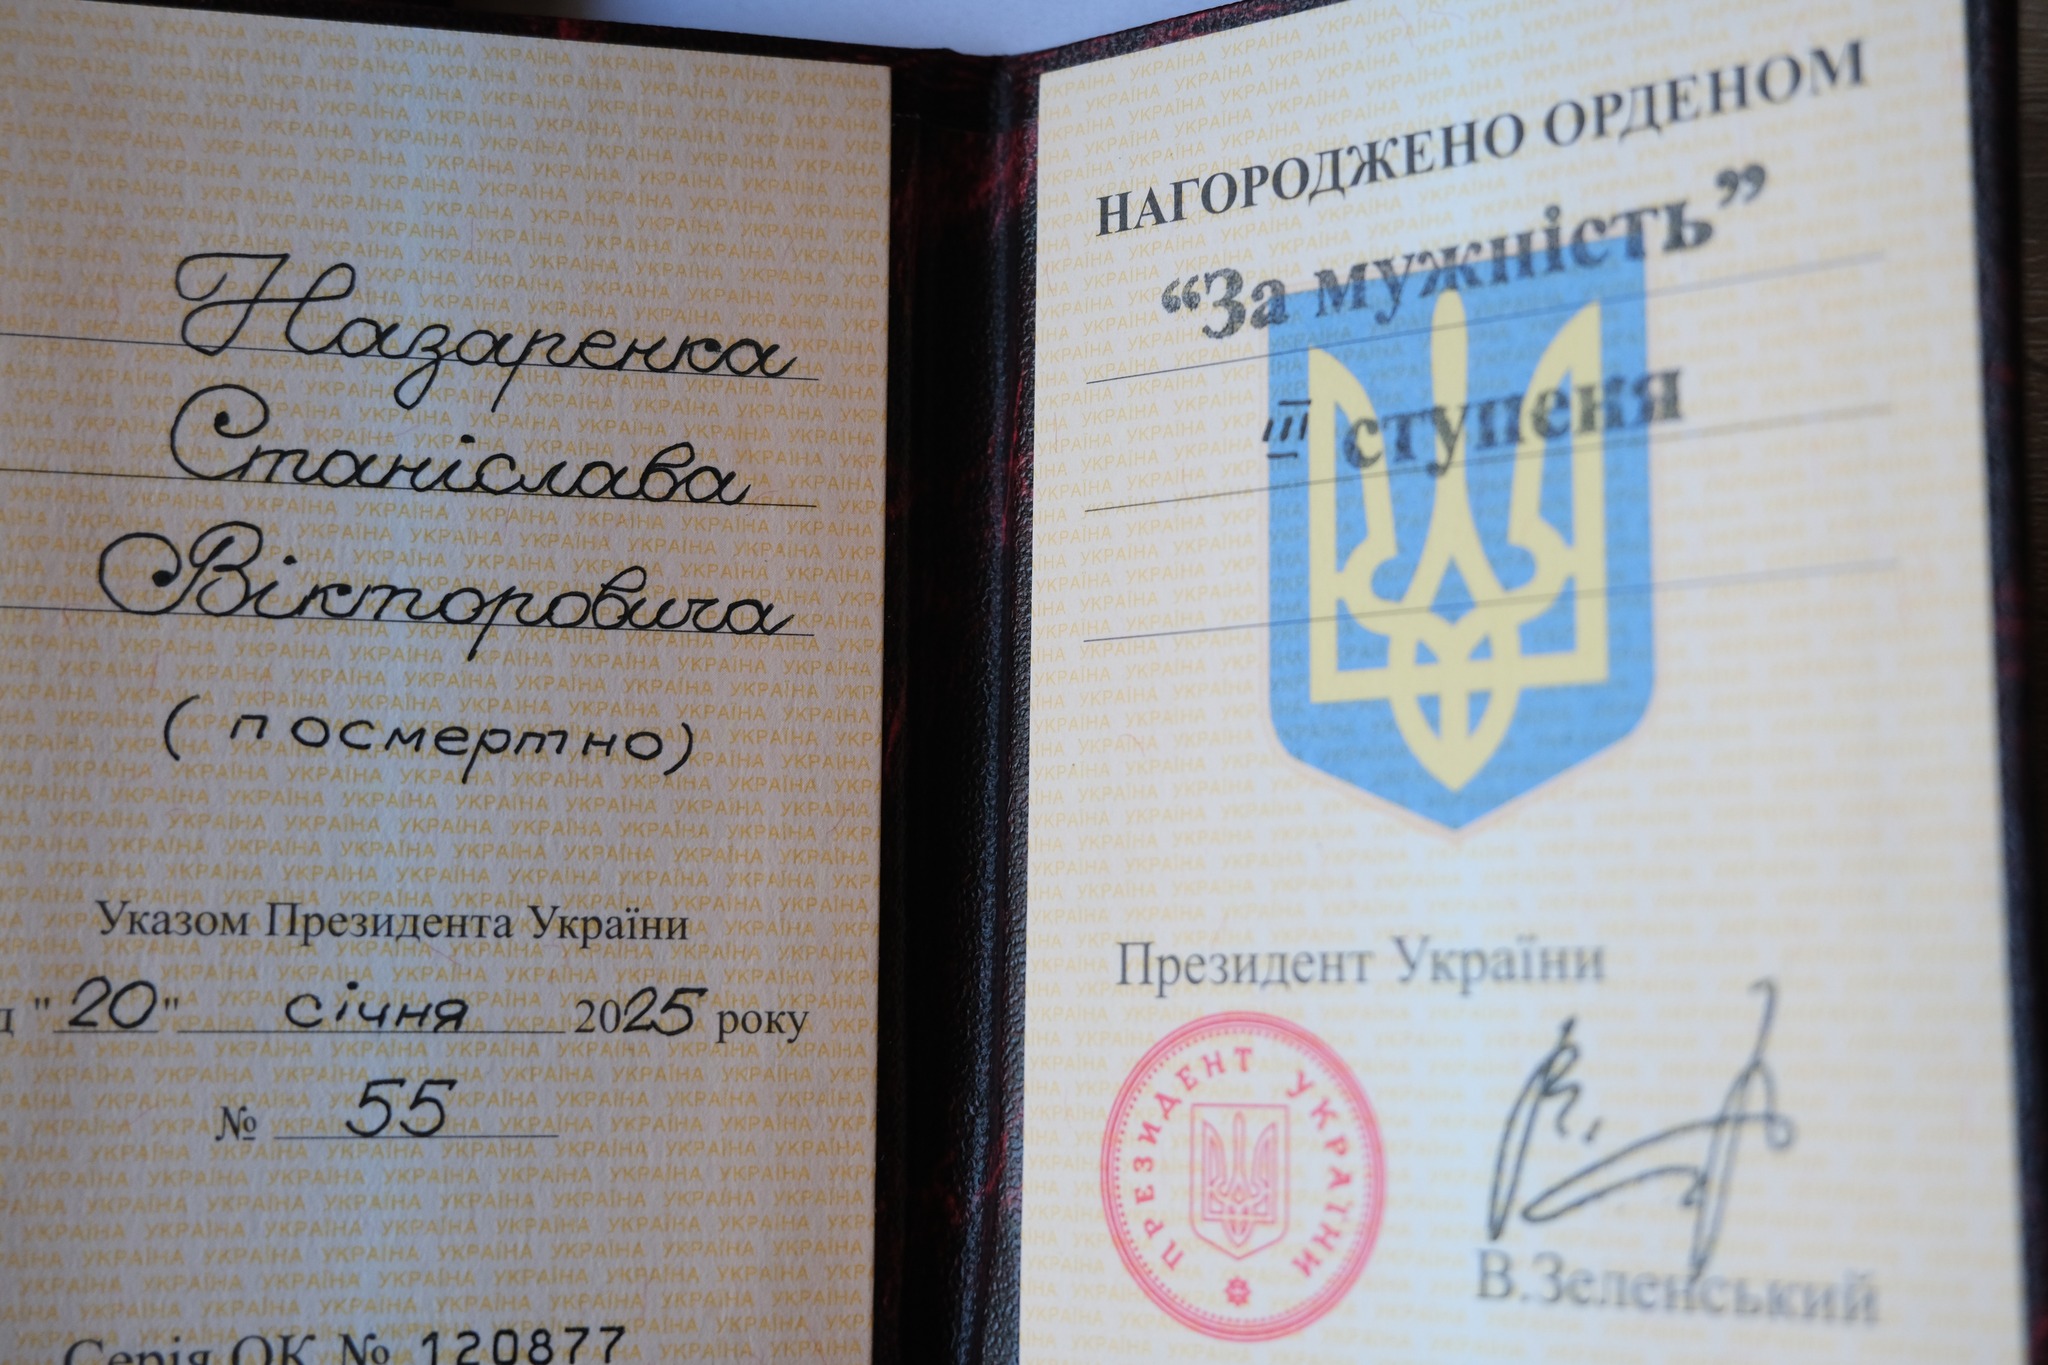 Назаренка
Станіслава
Вікторовича
(посмертно)
Указом Президента України
"20" січня 2025 року
№ 55
Серія ОК № 120877
НАГОРОДЖЕНО ОРДЕНОМ
“За мужність”
ІІІ ступеня
Президент України
ПРЕЗИДЕНТ УКРАЇНИ
В.Зеленський